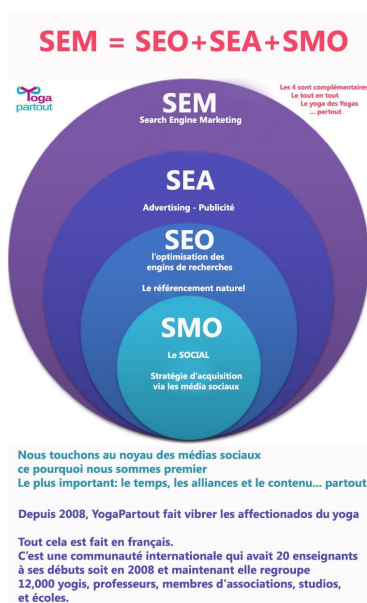 SEM = SEO+SEA+SMO
Yoga
partout
Les 4 sont complémentaires
Le tout en tout
Le yoga des Yogas
... partout
SEM
Search Engine Marketing
SEA
Advertising - Publicité
SEO
l'optimisation des
engins de recherches
Le référencement naturel
SMO
Le SOCIAL
Stratégie d'acquisition
via les média sociaux
Nous touchons au noyau des médias sociaux
ce pourquoi nous sommes premier
Le plus important: le temps, les alliances et le contenu... partout
Depuis 2008, YogaPartout fait vibrer les affectionados du yoga
Tout cela est fait en français.
C'est une communauté internationale qui avait 20 enseignants
à ses débuts soit en 2008 et maintenant elle regroupe
12,000 yogis, professeurs, membres d'associations, studios,
et écoles.